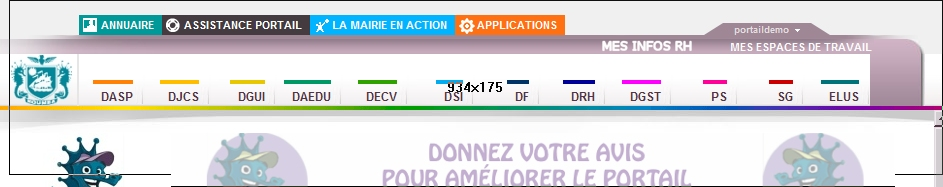 ANNUAIRE ASSISTANCE PORTAIL LA MAIRIE EN ACTION APPLICATIONS
portaildemo
MES INFOS RH MES ESPACES DE TRAVAIL
DASP DJCS DGUI DAEDU DECV DSI DF DRH DGST PS SG ELUS
934x175
NOUMEA
DONNEZ VOTRE AVIS
POUR AMÉLIORER LE PORTAIL